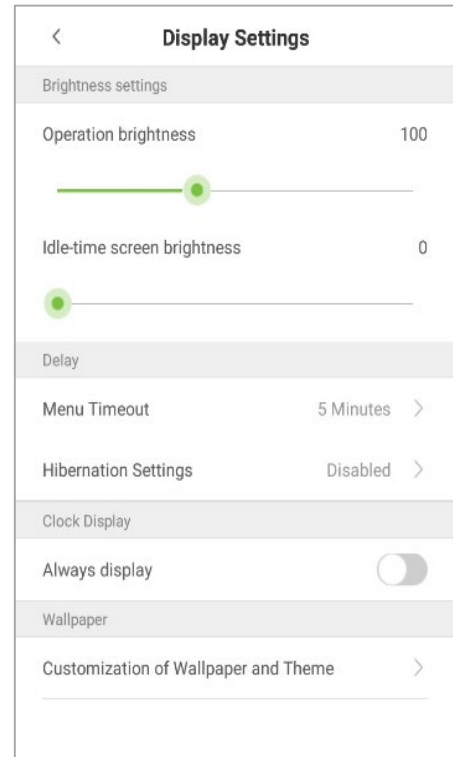 Display Settings
Brightness settings
Operation brightness 100
Idle-time screen brightness 0
Delay
Menu Timeout 5 Minutes
Hibernation Settings Disabled
Clock Display
Always display
Wallpaper
Customization of Wallpaper and Theme